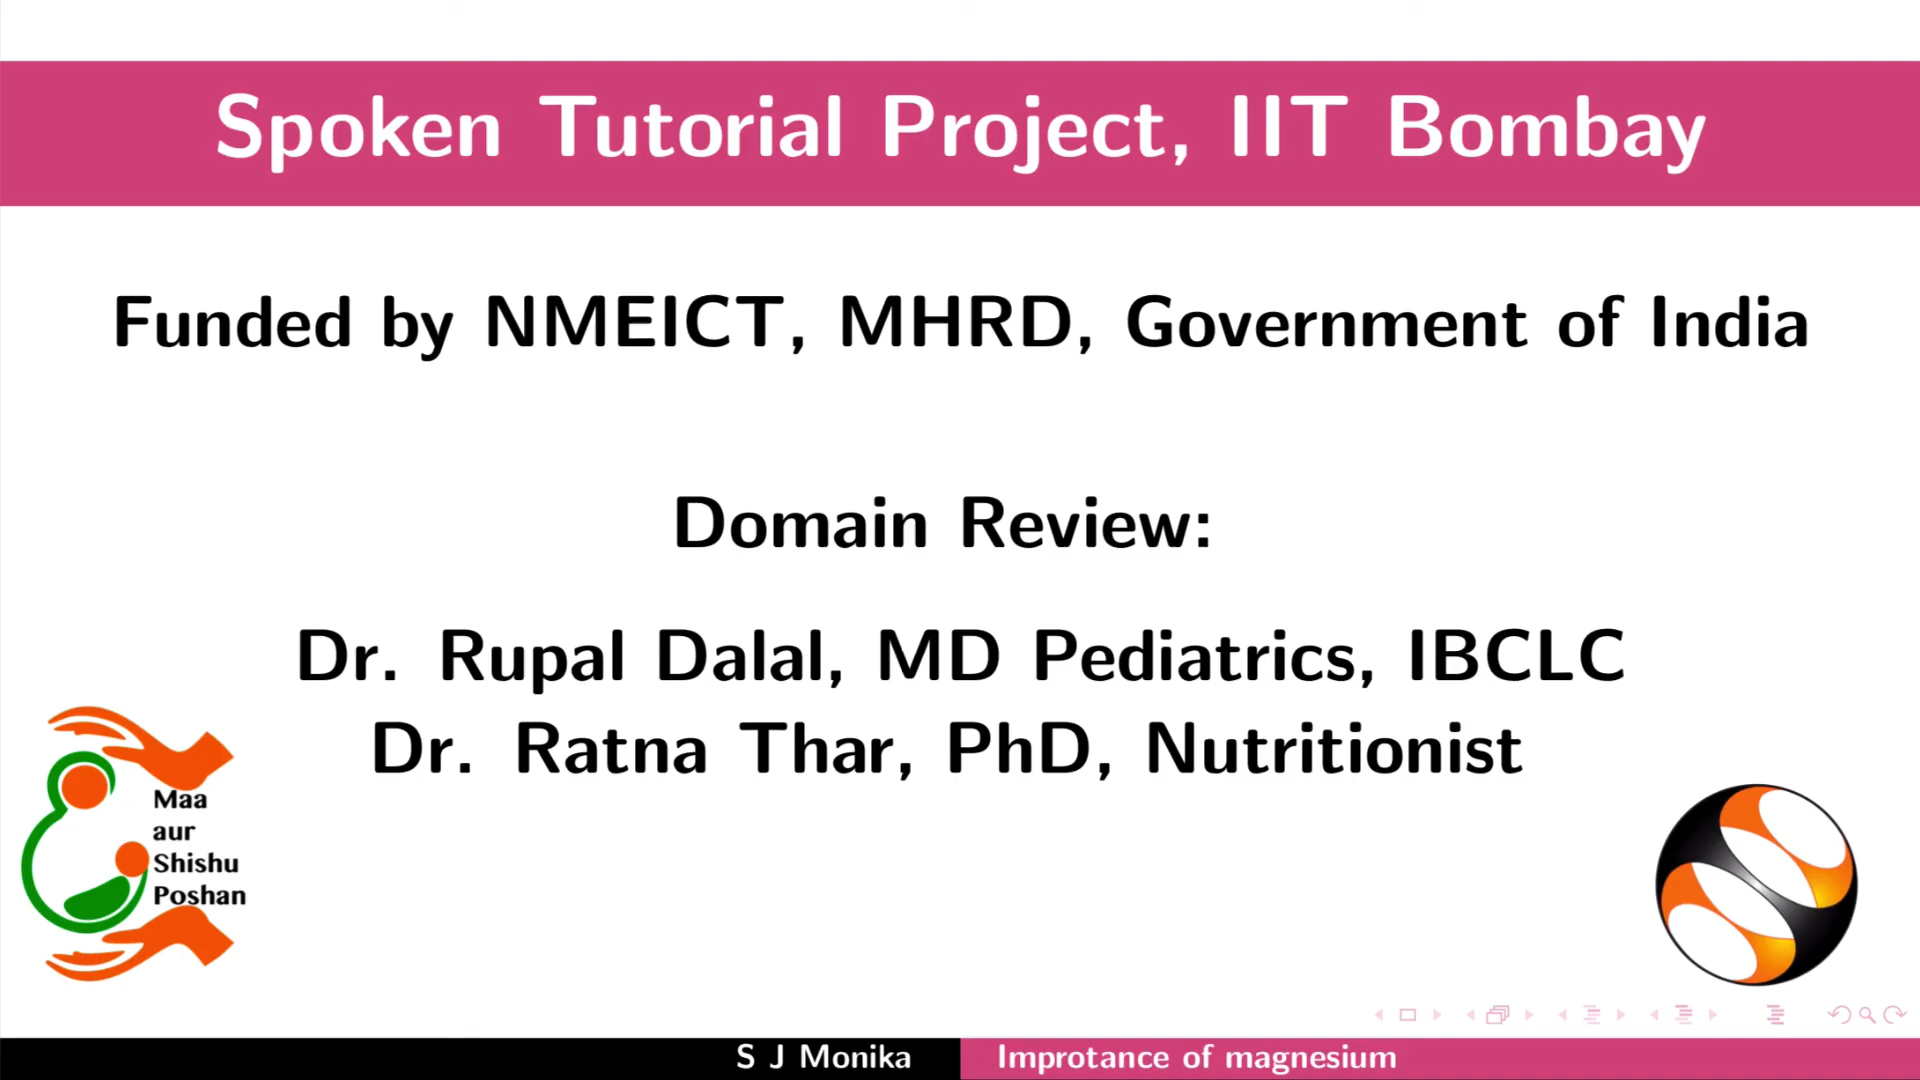 Spoken Tutorial Project, IIT Bombay
Funded by NMEICT, MHRD, Government of India
Domain Review:
Dr. Rupal Dalal, MD Pediatrics, IBCLC
Dr. Ratna Thar, PhD, Nutritionist
Maa
aur
Shishu
Poshan
S J Monika
Improtance of magnesium